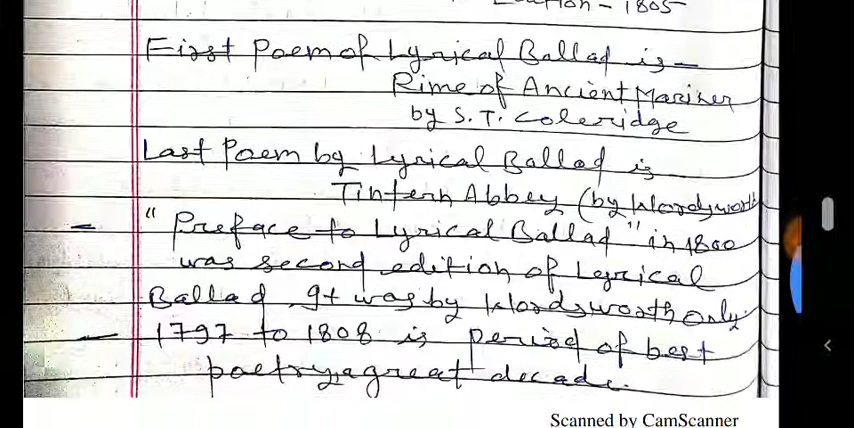 Edition - 1805
First Poem of Lyrical Ballad is -
Rime of Ancient Mariner
by S. T. Coleridge
Last Poem by Lyrical Ballad is
Tintern Abbey (by Wordsworth
- "Preface to Lyrical Ballad" in 1800
was second edition of Lyrical
Ballad. It was by Wordsworth only.
- 1797 to 1808 is period of best
poetry, a great decade.
Scanned by CamScanner